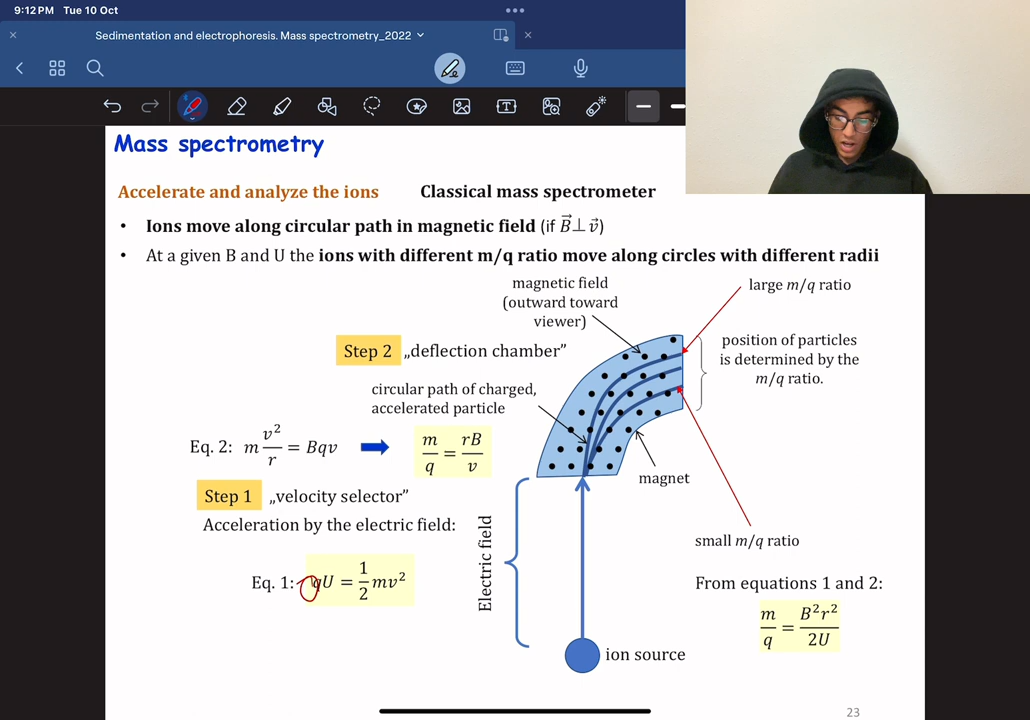 9:12 PM Tue 10 Oct
Sedimentation and electrophoresis. Mass spectrometry_2022
Mass spectrometry
Accelerate and analyze the ions Classical mass spectrometer
• Ions move along circular path in magnetic field (if B⃗ ⊥ v⃗)
• At a given B and U the ions with different m/q ratio move along circles with different radii
magnetic field
(outward toward
viewer)
large m/q ratio
Step 2 „deflection chamber”
position of particles
is determined by the
m/q ratio.
circular path of charged,
accelerated particle
Eq. 2: m v²/r = Bqv
m/q = rB/v
magnet
Step 1 „velocity selector”
Acceleration by the electric field:
Electric field
small m/q ratio
Eq. 1: qU = 1/2 mv²
From equations 1 and 2:
m/q = B²r²/2U
ion source
23